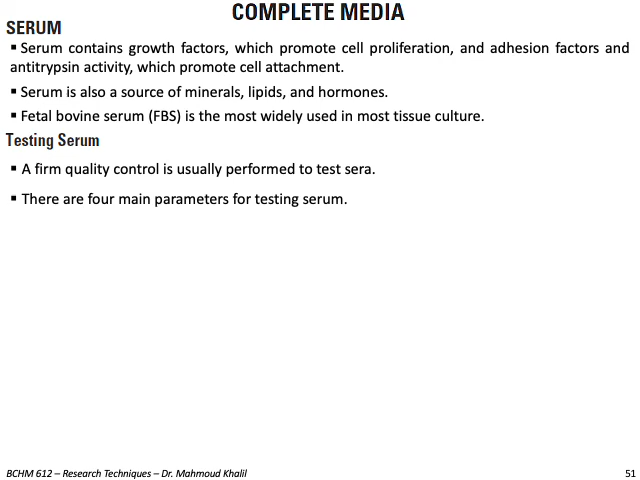 COMPLETE MEDIA
SERUM
▪ Serum contains growth factors, which promote cell proliferation, and adhesion factors and
antitrypsin activity, which promote cell attachment.
▪ Serum is also a source of minerals, lipids, and hormones.
▪ Fetal bovine serum (FBS) is the most widely used in most tissue culture.
Testing Serum
▪ A firm quality control is usually performed to test sera.
▪ There are four main parameters for testing serum.
BCHM 612 – Research Techniques – Dr. Mahmoud Khalil
51